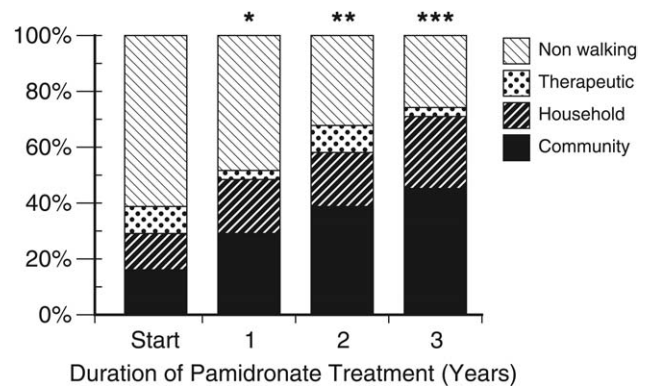 * ** ***
100%
80%
60%
40%
20%
0%
Non walking
Therapeutic
Household
Community
Start 1 2 3
Duration of Pamidronate Treatment (Years)